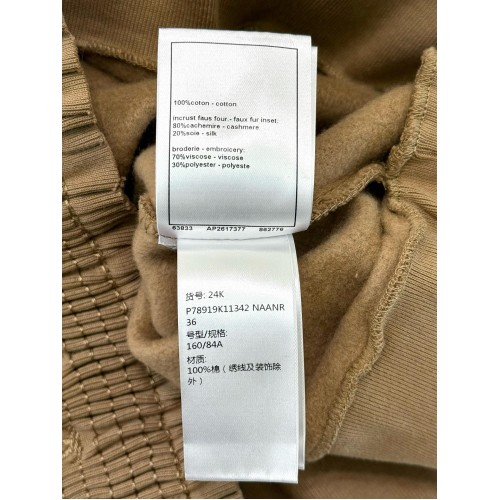 100%coton - cotton
incrust faus four.- faux fur inset:
80%cachemire - cashmere
20%soie - silk
broderie - embroicery:
70%viscose - viscose
30%polyester - polyeste
63833 AP2617377 863776
货号: 24K
P78919K11342 NAANR
36
号型/规格:
160/84A
材质:
100%棉（绣线及装饰除
外）